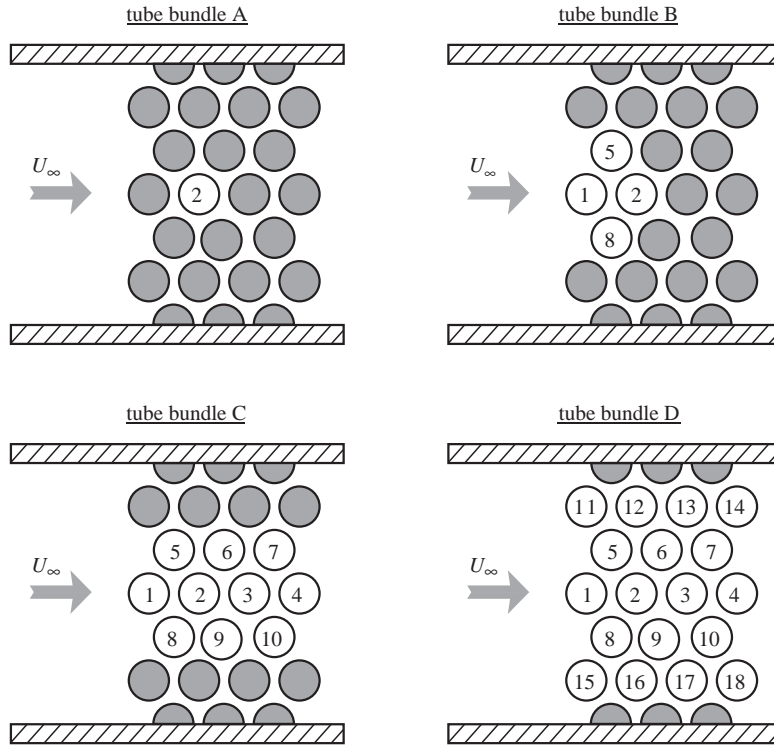 tube bundle A
tube bundle B
5
U∞
2
U∞
1 2
8
tube bundle C
tube bundle D
11 12 13 14
5 6 7
5 6 7
U∞
1 2 3 4
U∞
1 2 3 4
8 9 10
8 9 10
15 16 17 18